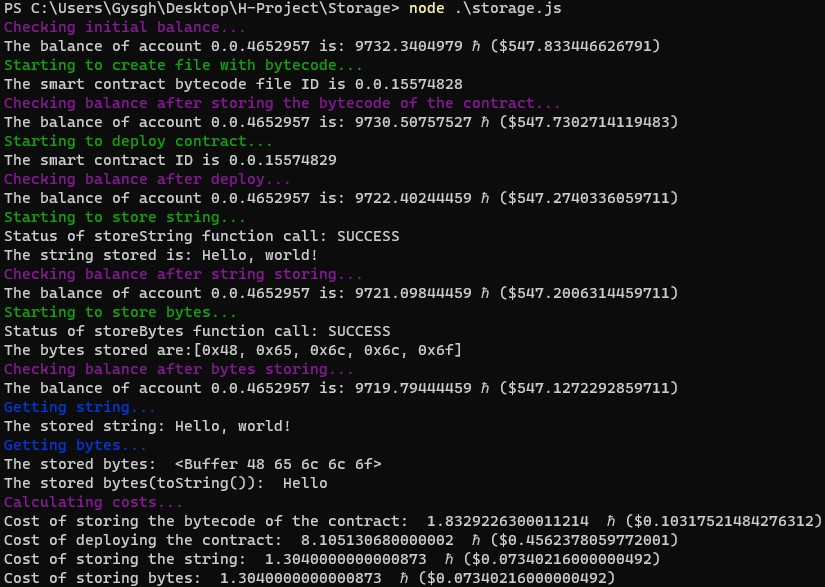 PS C:\Users\Gysgh\Desktop\H-Project\Storage> node .\storage.js
Checking initial balance...
The balance of account 0.0.4652957 is: 9732.3404979 ℏ ($547.833446626791)
Starting to create file with bytecode...
The smart contract bytecode file ID is 0.0.15574828
Checking balance after storing the bytecode of the contract...
The balance of account 0.0.4652957 is: 9730.50757527 ℏ ($547.7302714119483)
Starting to deploy contract...
The smart contract ID is 0.0.15574829
Checking balance after deploy...
The balance of account 0.0.4652957 is: 9722.40244459 ℏ ($547.2740336059711)
Starting to store string...
Status of storeString function call: SUCCESS
The string stored is: Hello, world!
Checking balance after string storing...
The balance of account 0.0.4652957 is: 9721.09844459 ℏ ($547.2006314459711)
Starting to store bytes...
Status of storeBytes function call: SUCCESS
The bytes stored are:[0x48, 0x65, 0x6c, 0x6c, 0x6f]
Checking balance after bytes storing...
The balance of account 0.0.4652957 is: 9719.79444459 ℏ ($547.1272292859711)
Getting string...
The stored string: Hello, world!
Getting bytes...
The stored bytes:  <Buffer 48 65 6c 6c 6f>
The stored bytes(toString()):  Hello
Calculating costs...
Cost of storing the bytecode of the contract:  1.8329226300011214  ℏ ($0.10317521484276312)
Cost of deploying the contract:  8.105130680000002  ℏ ($0.4562378059772001)
Cost of storing the string:  1.3040000000000873  ℏ ($0.07340216000000492)
Cost of storing bytes:  1.3040000000000873  ℏ ($0.07340216000000492)